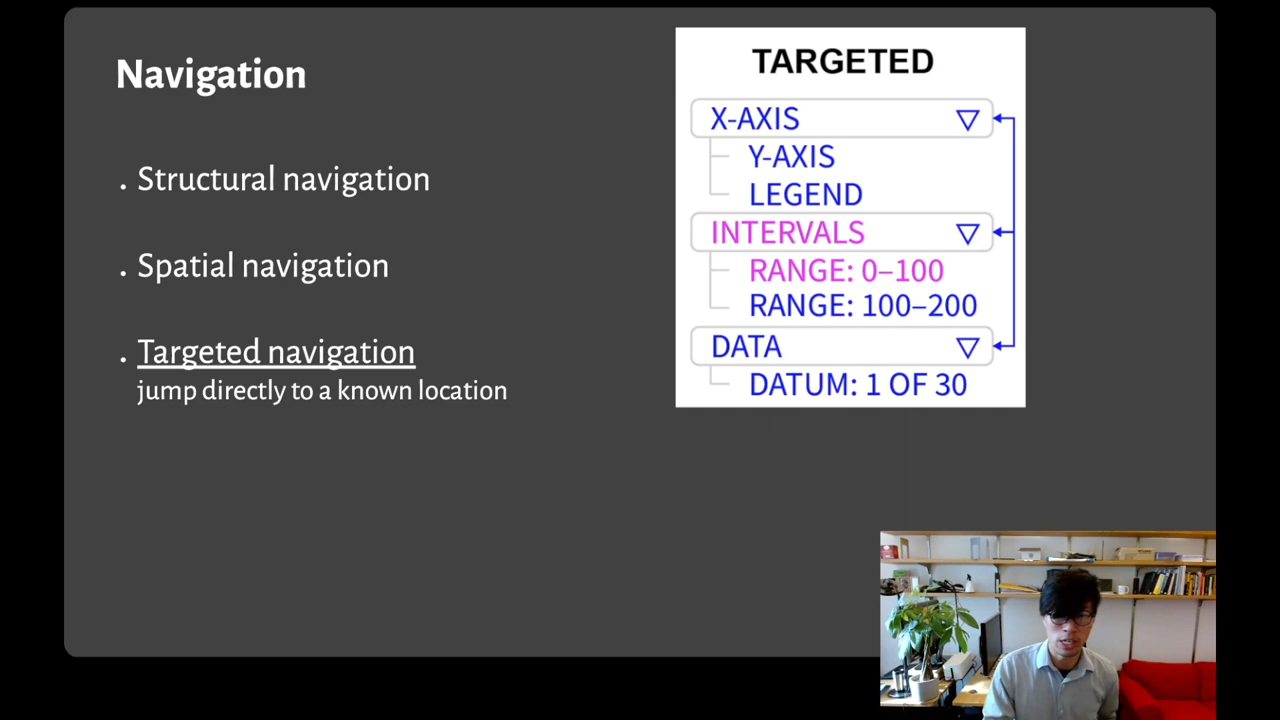 Navigation
. Structural navigation
. Spatial navigation
. Targeted navigation
jump directly to a known location
TARGETED
X-AXIS
Y-AXIS
LEGEND
INTERVALS
RANGE: 0–100
RANGE: 100–200
DATA
DATUM: 1 OF 30